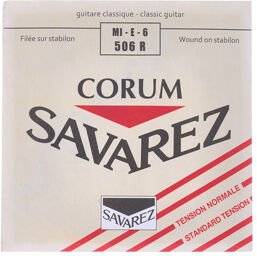 guitare classique - classic guitar
Filée sur stabilon
MI - E - 6
506 R
Wound on stabilon
CORUM
SAVAREZ
SAVAREZ
TENSION NORMALE
STANDARD TENSION